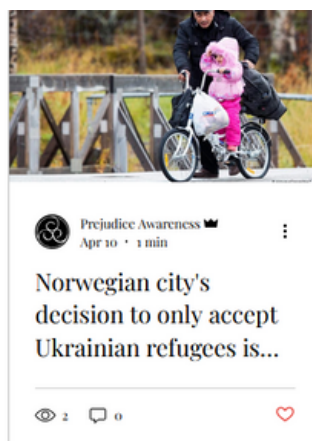 Prejudice Awareness
Apr 10 · 1 min
Norwegian city's
decision to only accept
Ukrainian refugees is...
2
0